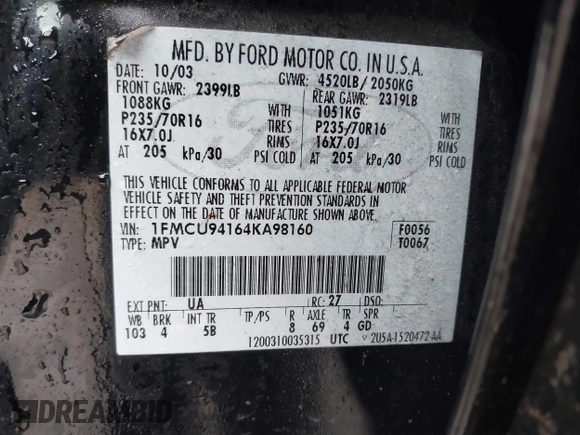 MFD. BY FORD MOTOR CO. IN U.S.A.
DATE: 10/03 GVWR: 4520LB/ 2050KG
FRONT GAWR: 2399LB REAR GAWR: 2319LB
1088KG WITH 1051KG WITH
P235/70R16 TIRES P235/70R16 TIRES
16X7.0J RIMS 16X7.0J RIMS
AT 205 kPa/30 PSI COLD AT 205 kPa/30 PSI COLD
THIS VEHICLE CONFORMS TO ALL APPLICABLE FEDERAL MOTOR
VEHICLE SAFETY AND THEFT PREVENTION STANDARDS IN
EFFECT ON THE DATE OF MANUFACTURE SHOWN ABOVE.
VIN: 1FMCU94164KA98160 F0056
TYPE: MPV T0067
EXT PNT: UA RC: 27 DSO:
WB BRK INT TR TP/PS R AXLE TR SPR
103 4 5B 8 69 4 GD
1200310035315 UTC 2U5A-1520472-AA
Ford
DREAMBID